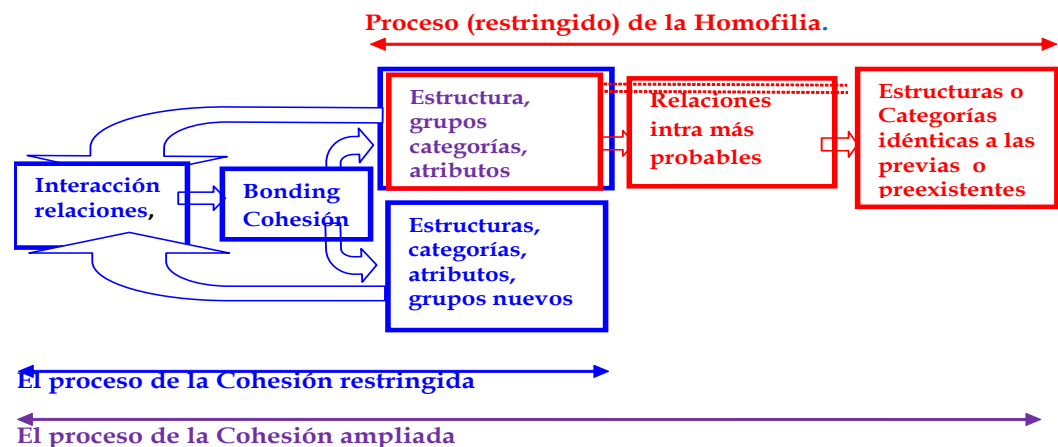 Proceso (restringido) de la Homofilia.
Estructura,
grupos
categorías,
atributos
Relaciones
intra más
probables
Estructuras o
Categorías
idénticas a las
previas o
preexistentes
Interacción
relaciones,
Bonding
Cohesión
Estructuras,
categorías,
atributos,
grupos nuevos
El proceso de la Cohesión restringida
El proceso de la Cohesión ampliada